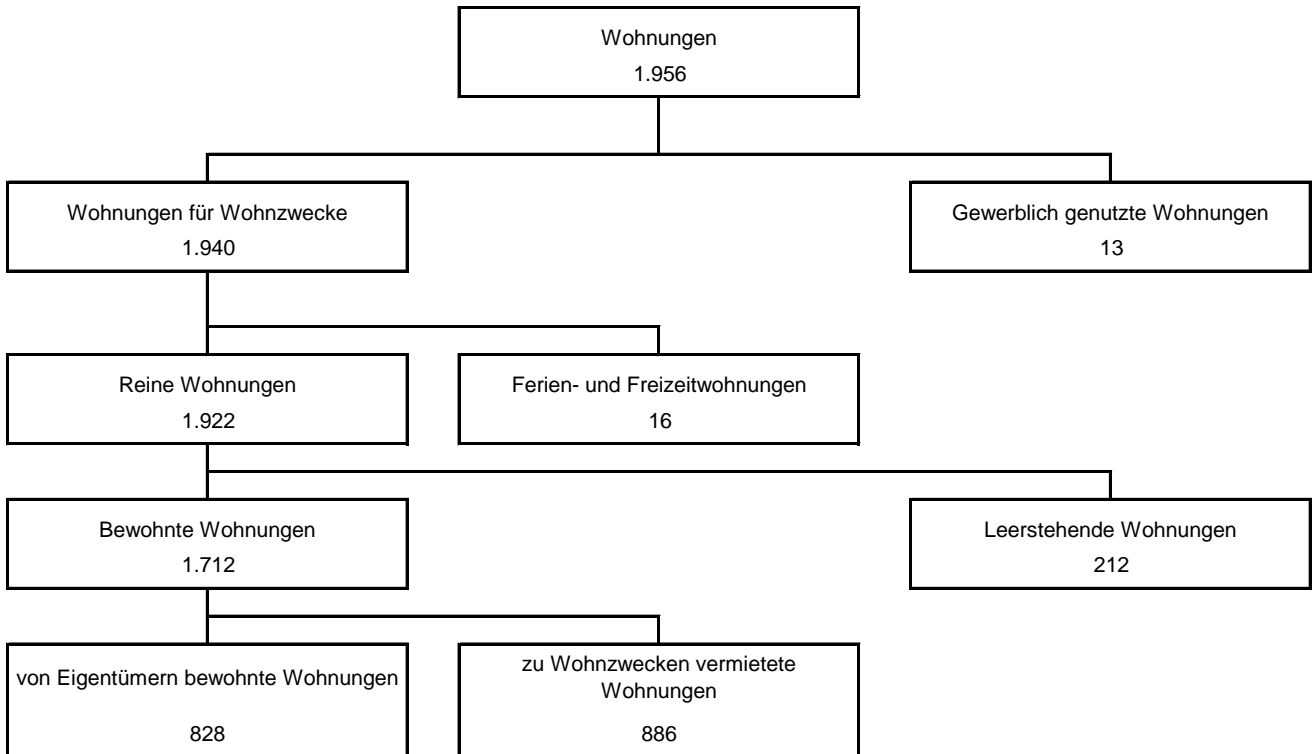 Wohnungen
1.956
Wohnungen für Wohnzwecke
1.940
Gewerblich genutzte Wohnungen
13
Reine Wohnungen
1.922
Ferien- und Freizeitwohnungen
16
Bewohnte Wohnungen
1.712
Leerstehende Wohnungen
212
von Eigentümern bewohnte Wohnungen
828
zu Wohnzwecken vermietete
Wohnungen
886